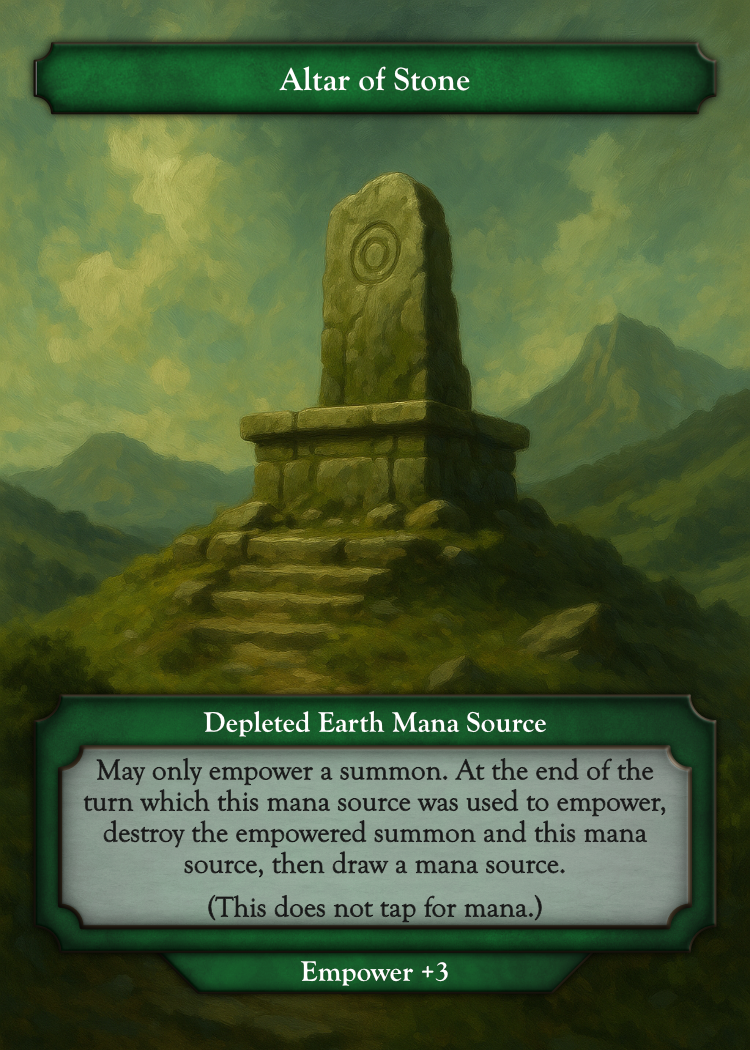 Altar of Stone
Depleted Earth Mana Source
May only empower a summon. At the end of the
turn which this mana source was used to empower,
destroy the empowered summon and this mana
source, then draw a mana source.
(This does not tap for mana.)
Empower +3